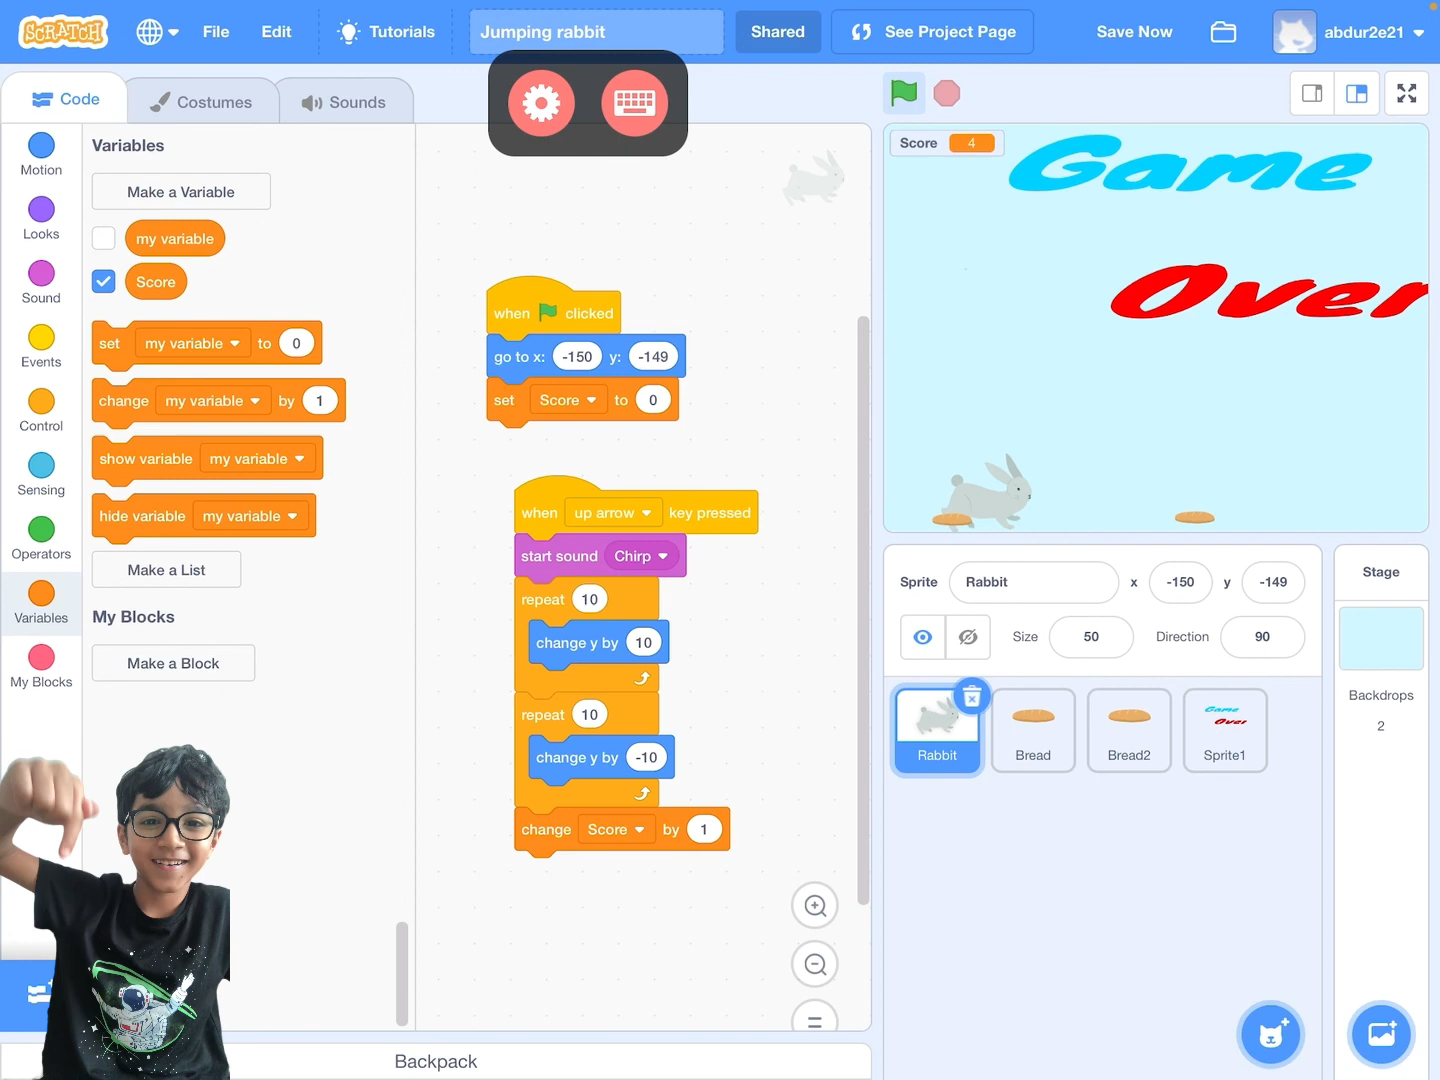 SCRATCH
File
Edit
Tutorials
Jumping rabbit
Shared
See Project Page
Save Now
abdur2e21
Code
Costumes
Sounds
Motion
Looks
Sound
Events
Control
Sensing
Operators
Variables
My Blocks
Variables
Make a Variable
my variable
Score
set my variable to 0
change my variable by 1
show variable my variable
hide variable my variable
Make a List
My Blocks
Make a Block
when clicked
go to x: -150 y: -149
set Score to 0
when up arrow key pressed
start sound Chirp
repeat 10
change y by 10
repeat 10
change y by -10
change Score by 1
Backpack
Score 4
Game
Over
Sprite Rabbit x -150 y -149
Size 50 Direction 90
Rabbit
Bread
Bread2
Game
Over
Sprite1
Stage
Backdrops
2